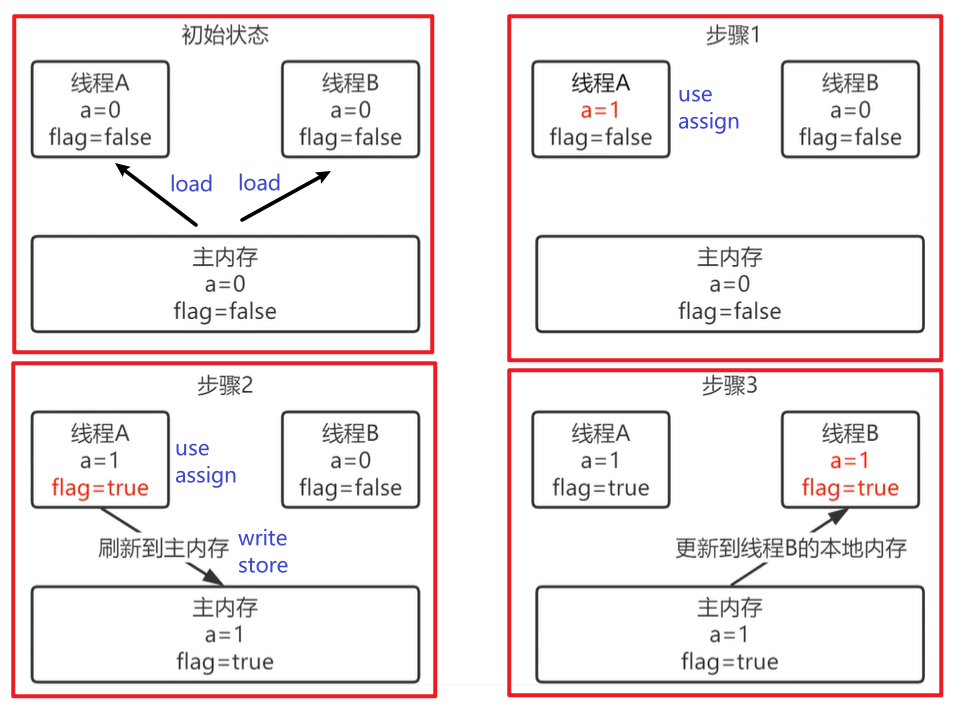 初始状态
线程A
a=0
flag=false
线程B
a=0
flag=false
load
load
主内存
a=0
flag=false
步骤1
线程A
a=1
flag=false
use
assign
线程B
a=0
flag=false
主内存
a=0
flag=false
步骤2
线程A
a=1
flag=true
use
assign
线程B
a=0
flag=false
刷新到主内存
write
store
主内存
a=1
flag=true
步骤3
线程A
a=1
flag=true
线程B
a=1
flag=true
更新到线程B的本地内存
主内存
a=1
flag=true